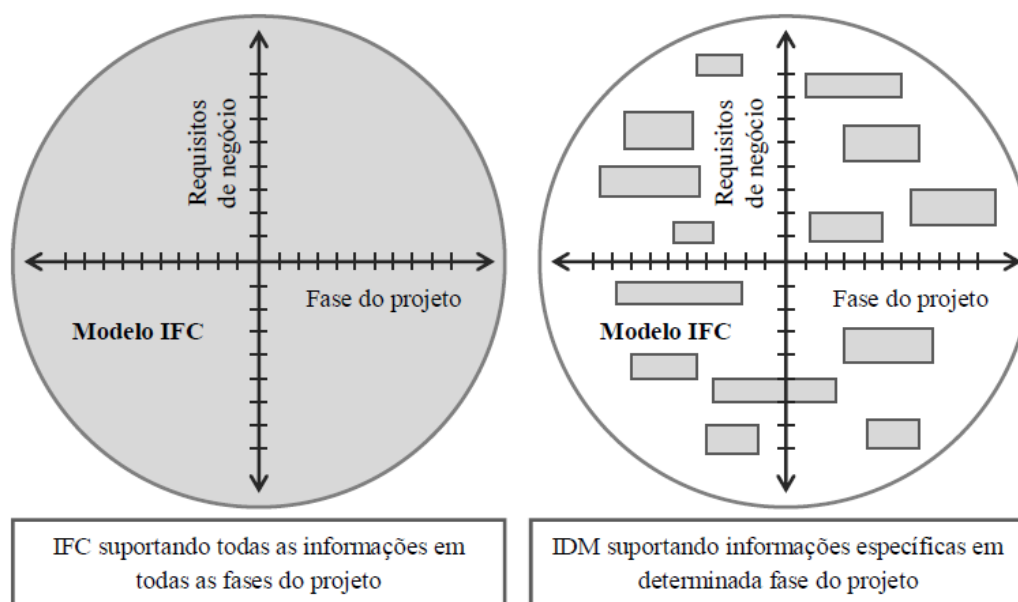 Requisitos
de negócio
Fase do projeto
Modelo IFC
IFC suportando todas as informações em
todas as fases do projeto
Requisitos
de negócio
Fase do projeto
Modelo IFC
IDM suportando informações específicas em
determinada fase do projeto